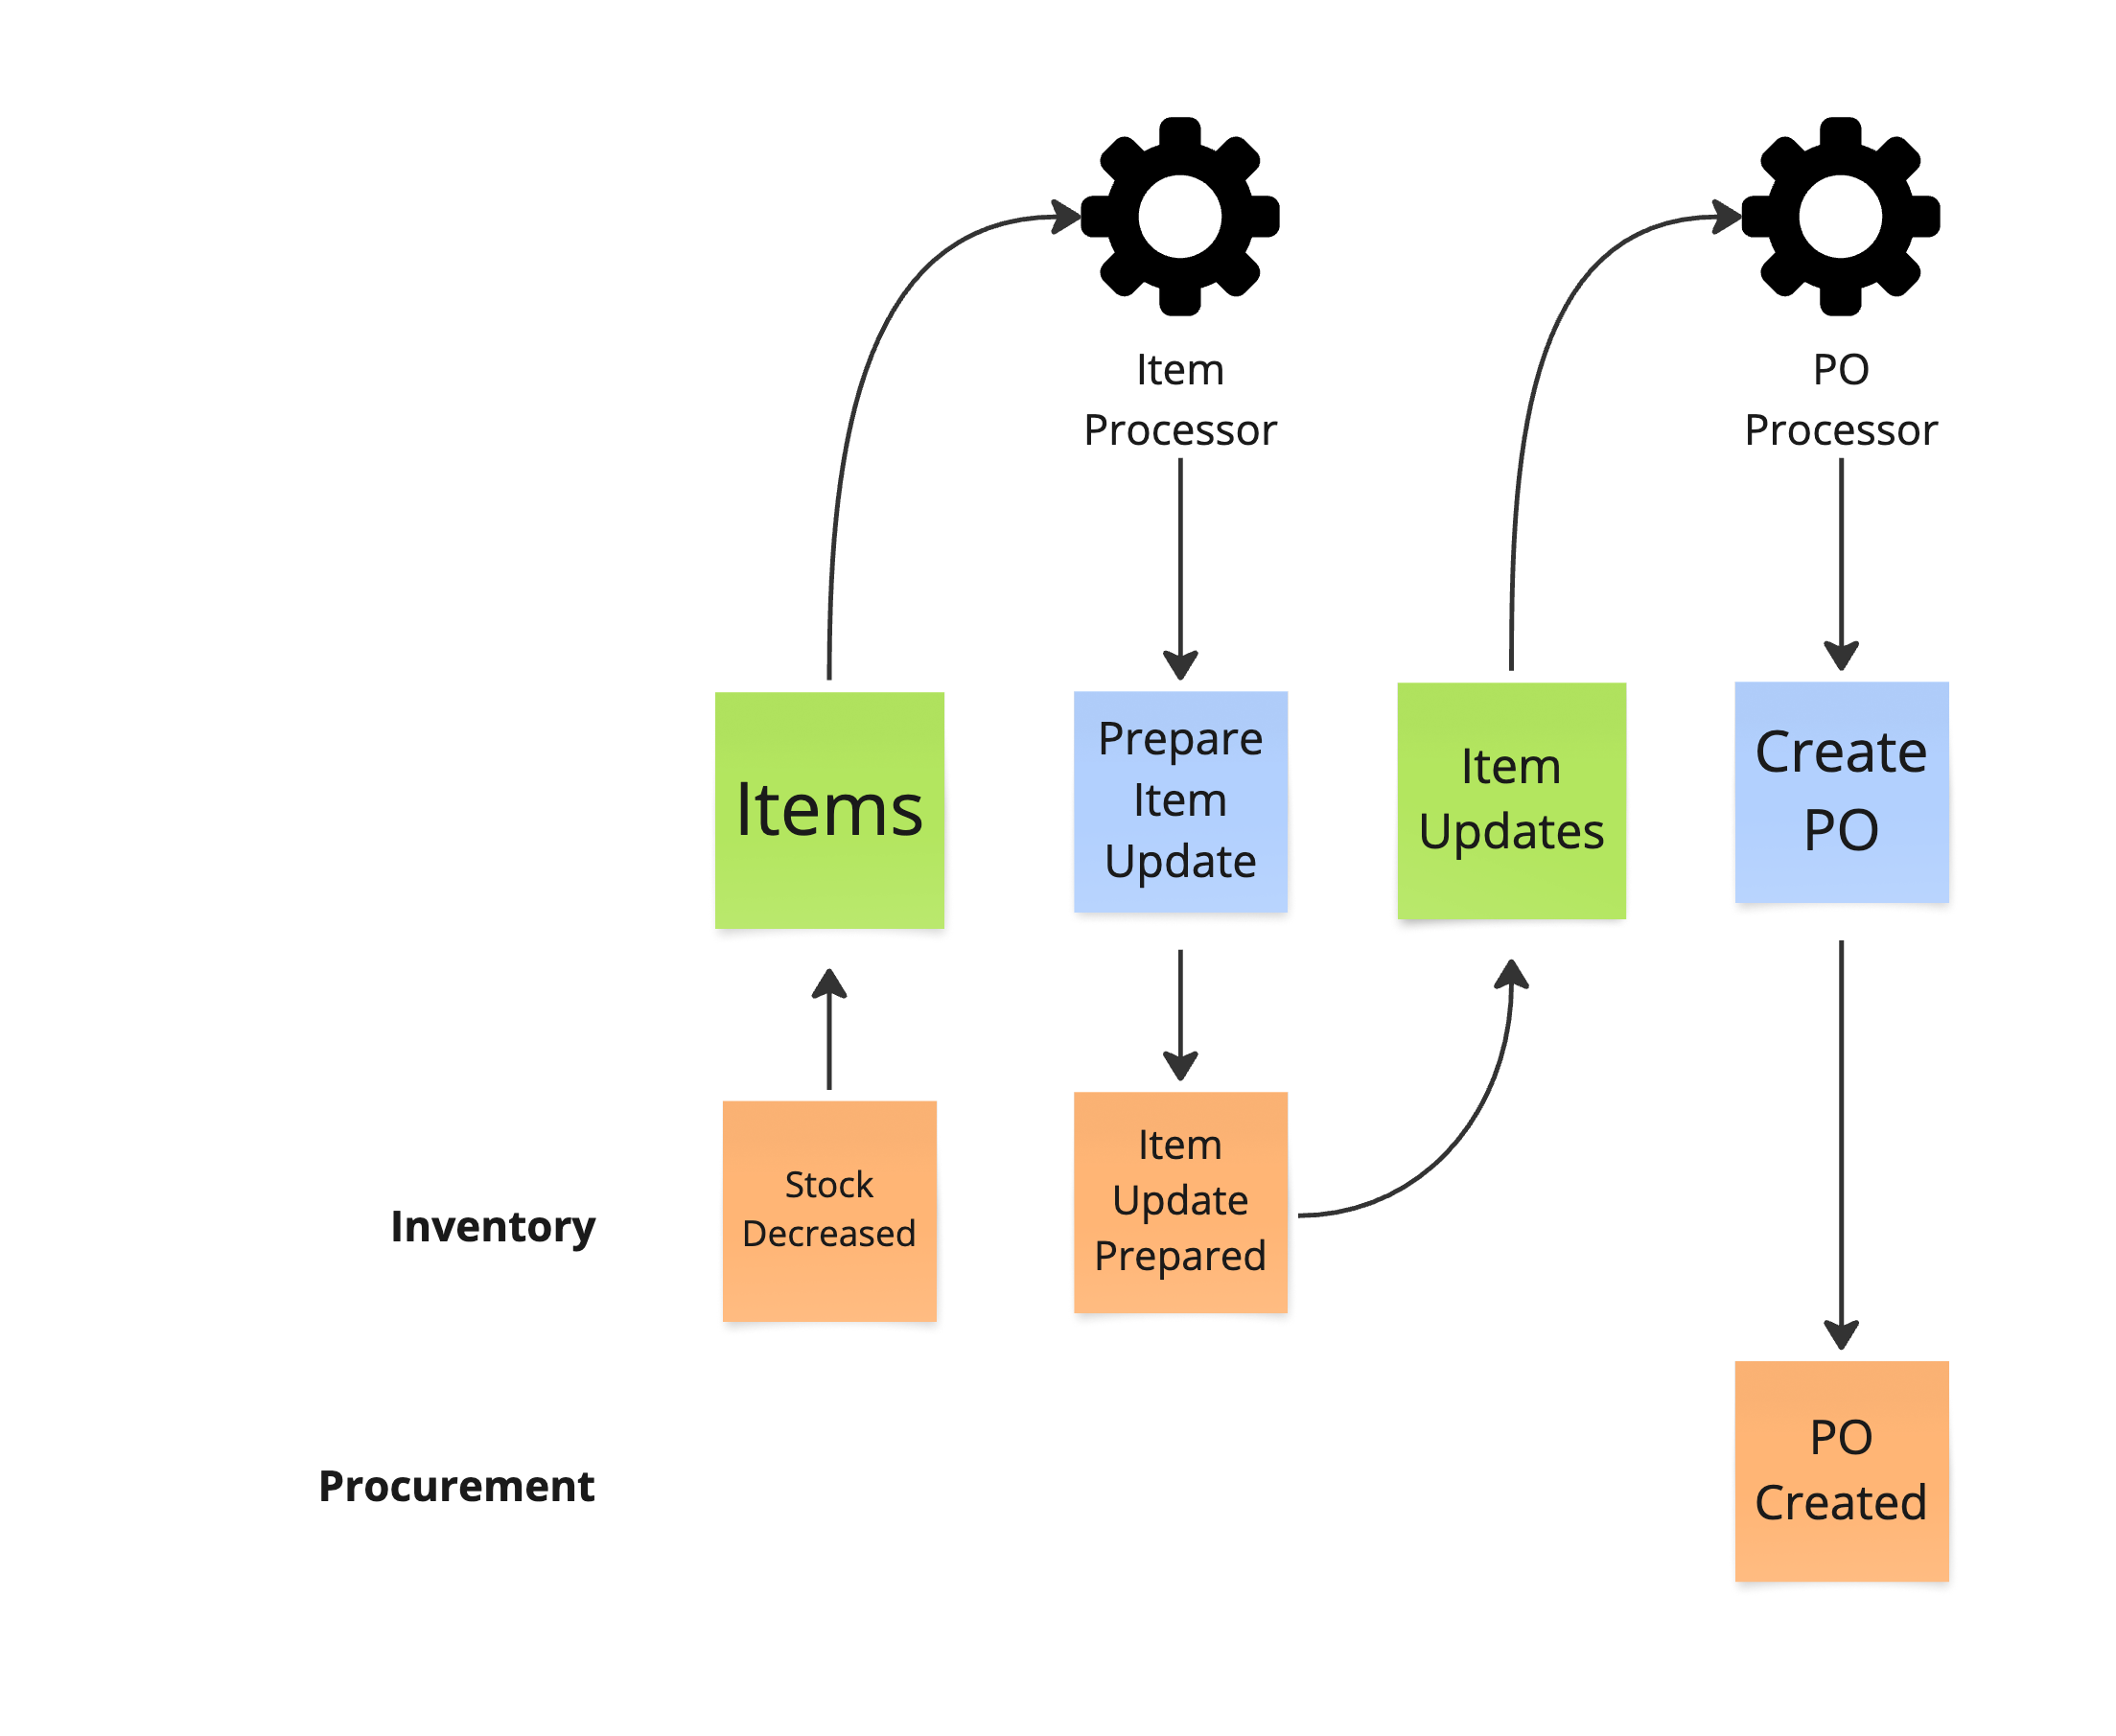 Item
Processor
PO
Processor
Items
Prepare
Item
Update
Item
Updates
Create
PO
Inventory
Stock
Decreased
Item
Update
Prepared
Procurement
PO
Created